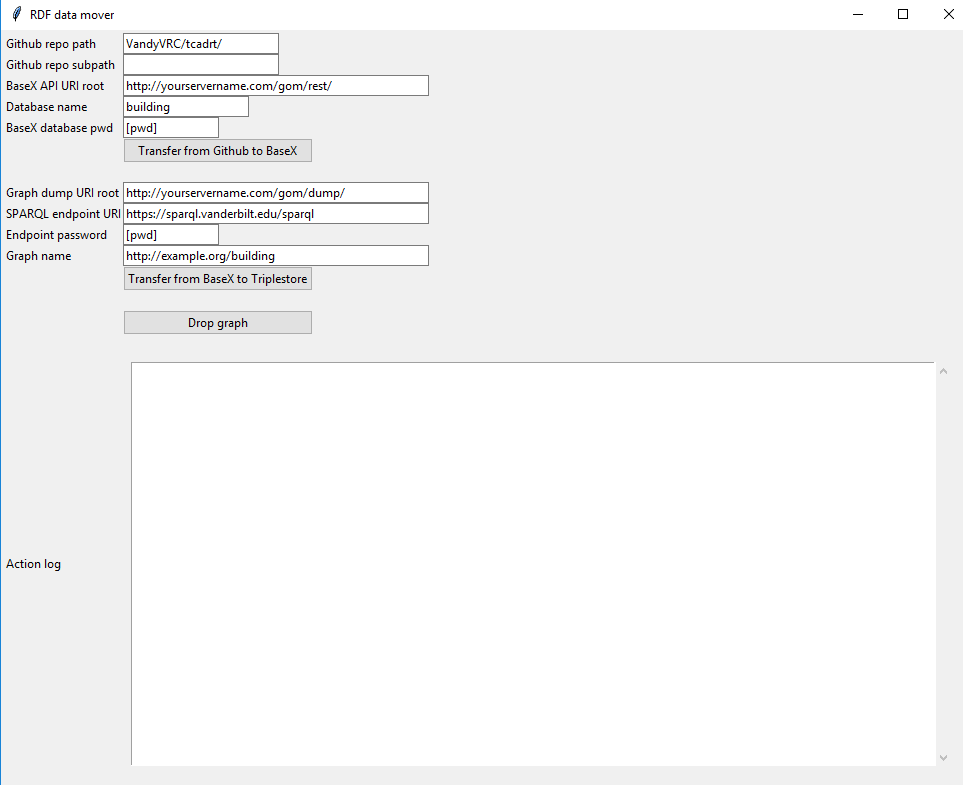 RDF data mover
Github repo path VandyVRC/tcadrt/
Github repo subpath
BaseX API URI root http://yourservername.com/gom/rest/
Database name building
BaseX database pwd [pwd]
Transfer from Github to BaseX
Graph dump URI root http://yourservername.com/gom/dump/
SPARQL endpoint URI https://sparql.vanderbilt.edu/sparql
Endpoint password [pwd]
Graph name http://example.org/building
Transfer from BaseX to Triplestore
Drop graph
Action log